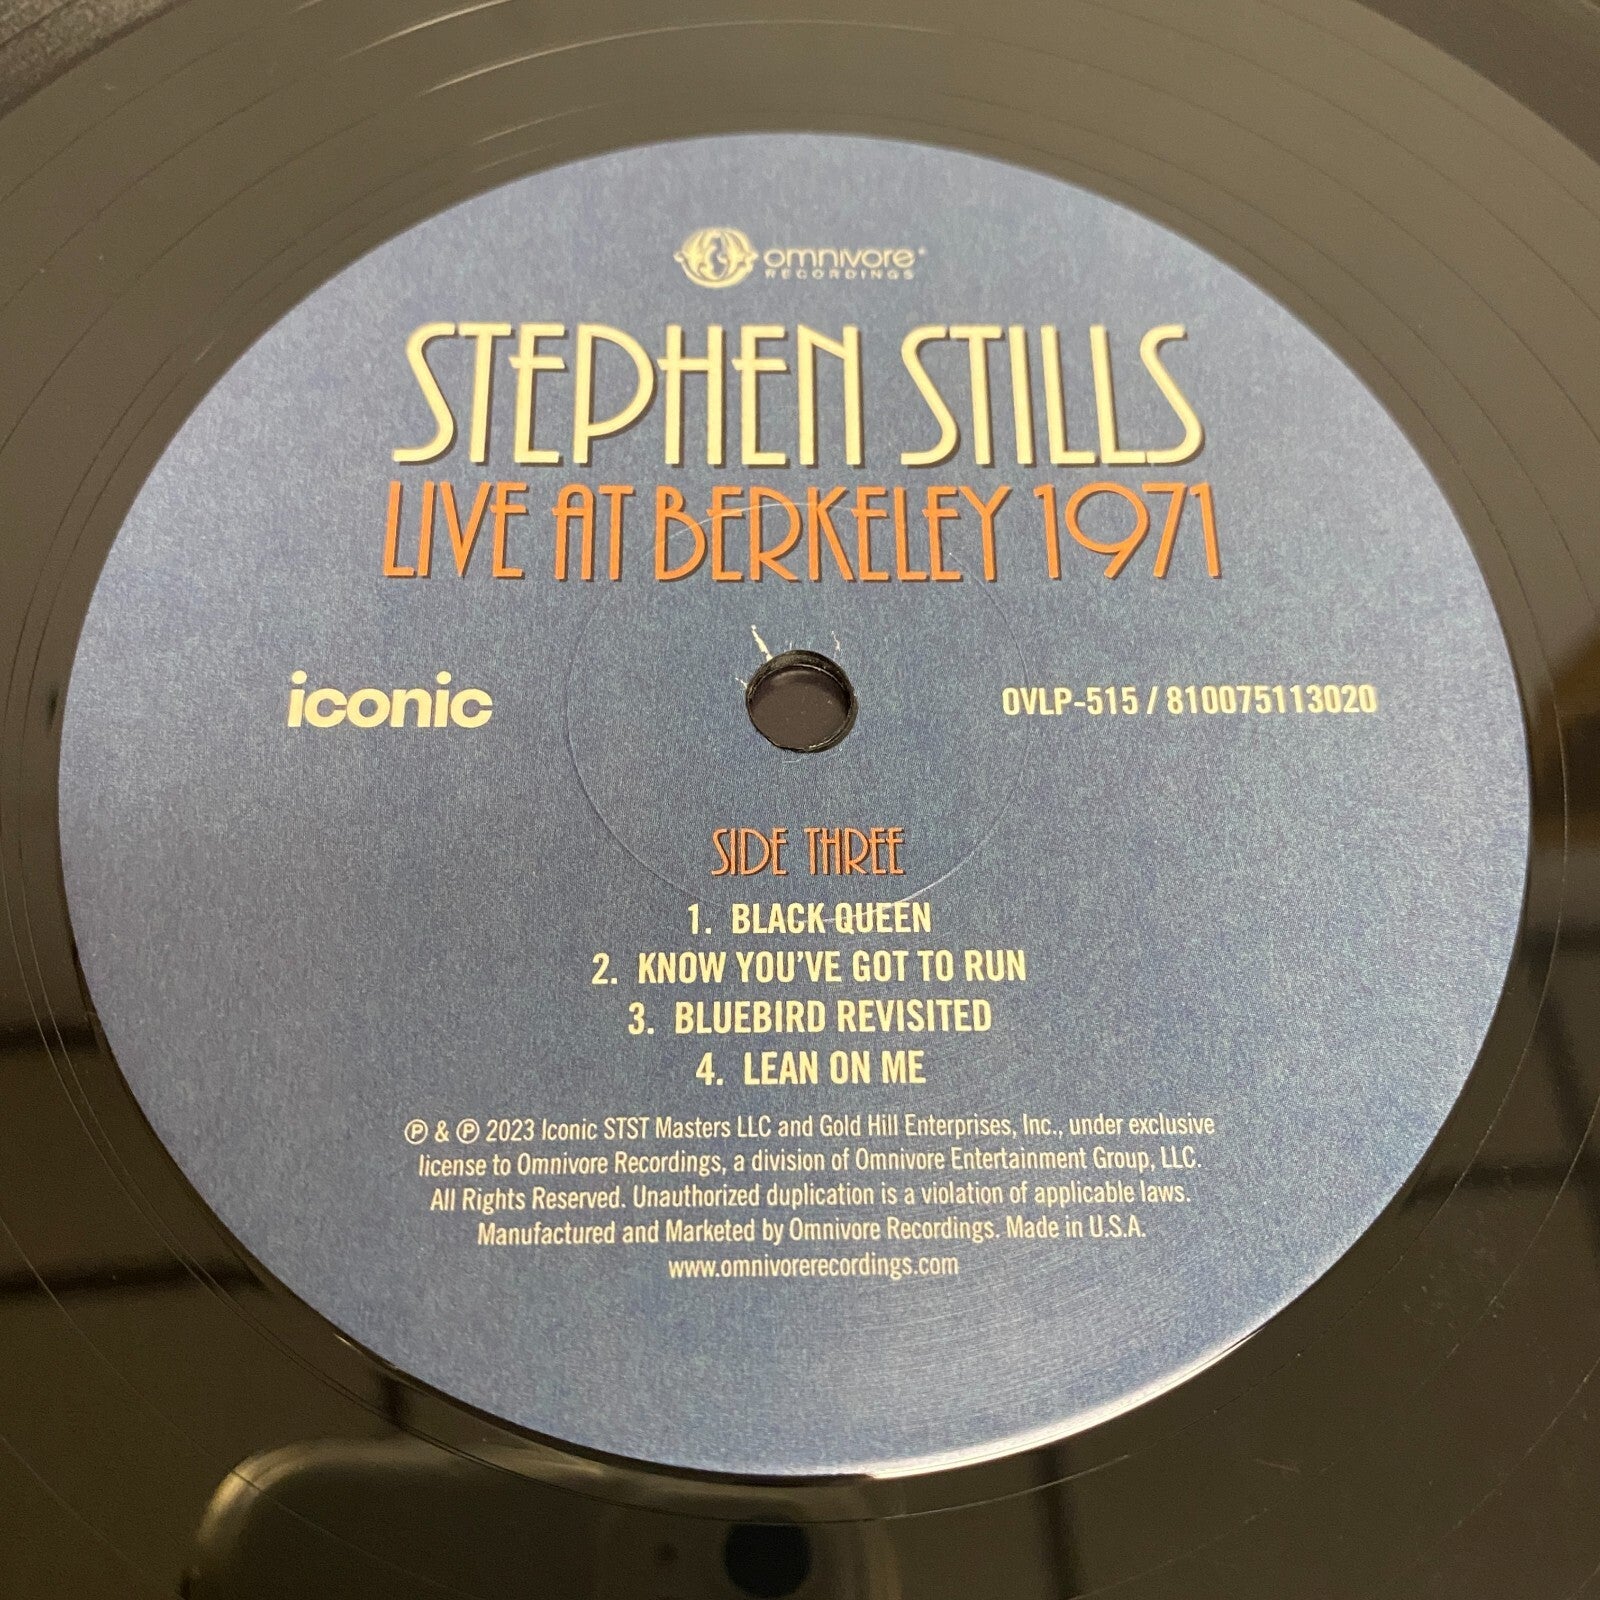 omnivore®
RECORDINGS
STEPHEN STILLS
LIVE AT BERKELEY 1971
iconic
OVLP-515 / 810075113020
SIDE THREE
1. BLACK QUEEN
2. KNOW YOU'VE GOT TO RUN
3. BLUEBIRD REVISITED
4. LEAN ON ME
℗ & ℗ 2023 Iconic STST Masters LLC and Gold Hill Enterprises, Inc., under exclusive
license to Omnivore Recordings, a division of Omnivore Entertainment Group, LLC.
All Rights Reserved. Unauthorized duplication is a violation of applicable laws.
Manufactured and Marketed by Omnivore Recordings. Made in U.S.A.
www.omnivorerecordings.com